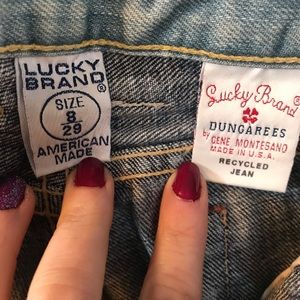 LUCKY
BRAND®
SIZE
8
29
AMERICAN
MADE
Lucky Brand®
DUNGAREES
by GENE MONTESANO
MADE IN U.S.A.
RECYCLED
JEAN